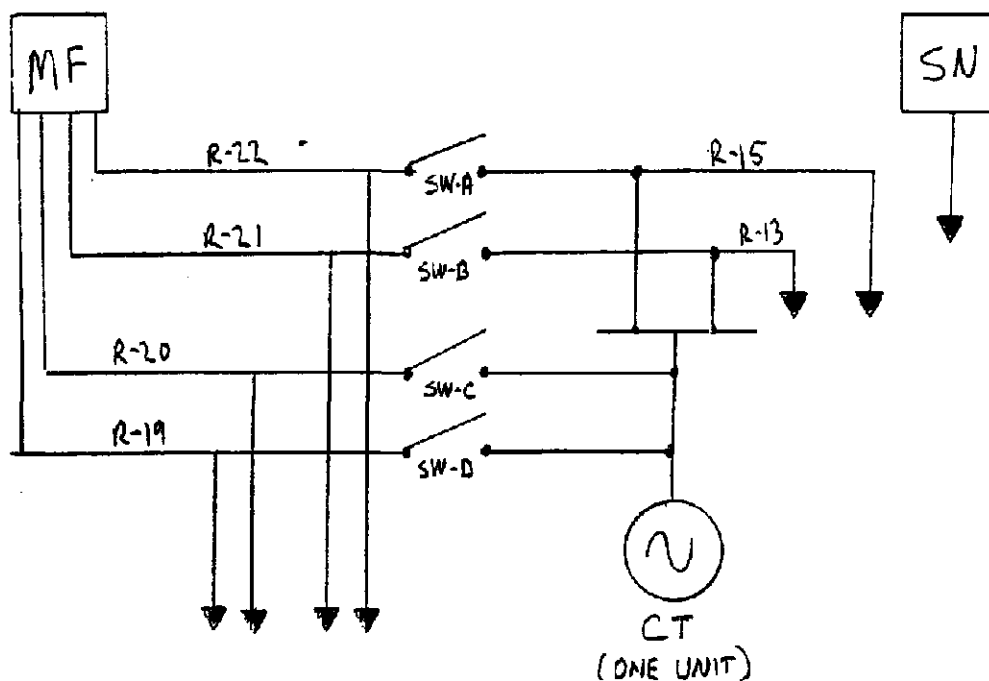 MF
SN
R-22
SW-A
R-15
R-21
SW-B
R-13
R-20
SW-C
R-19
SW-D
CT
(ONE UNIT)